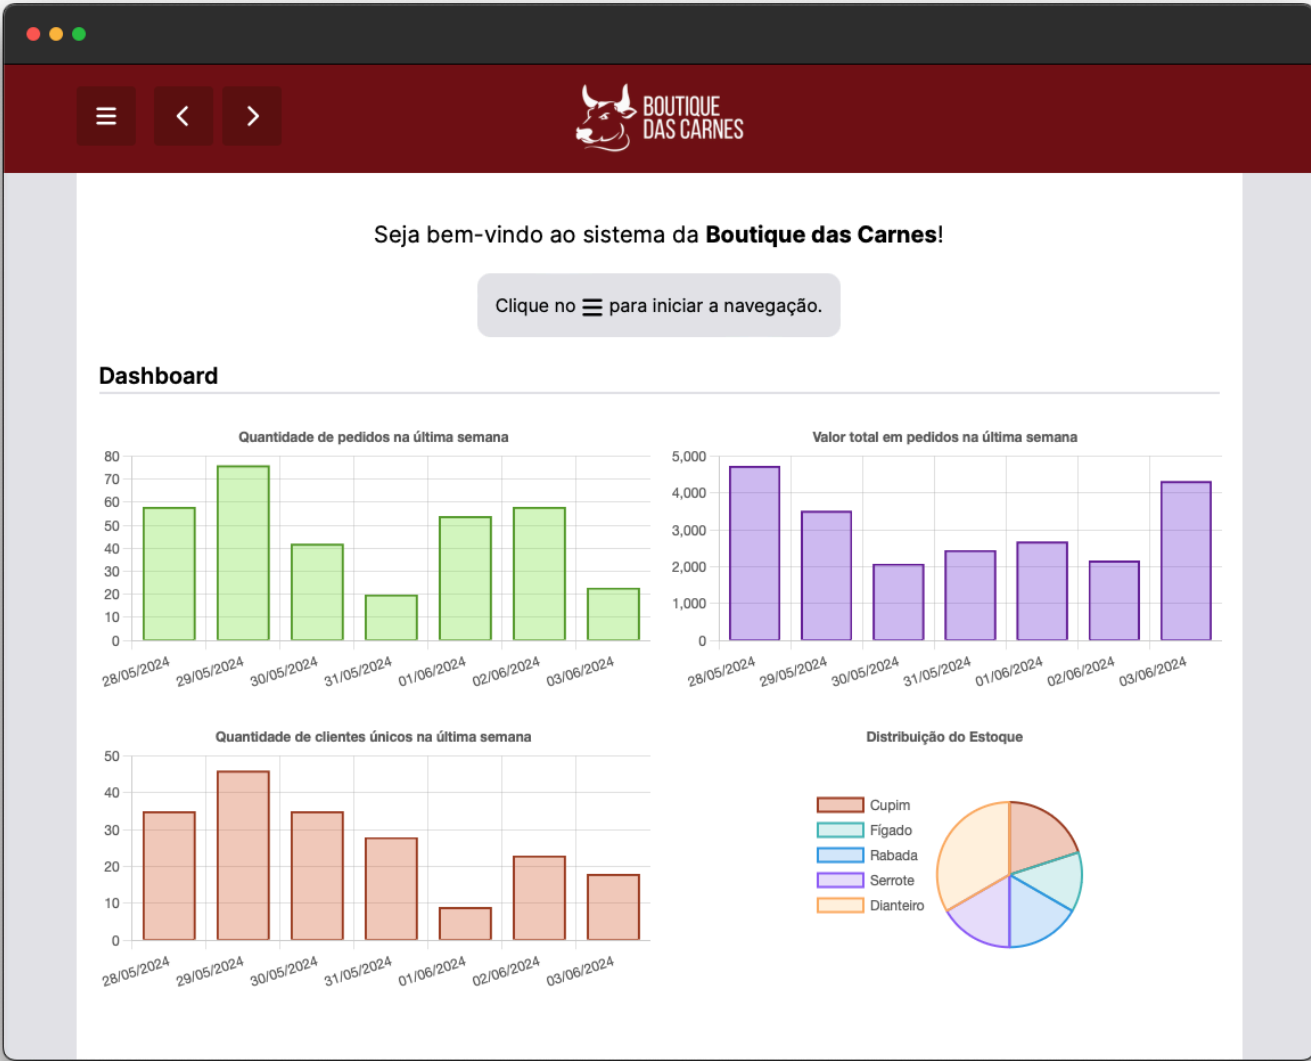 BOUTIQUE
DAS CARNES
Seja bem-vindo ao sistema da Boutique das Carnes!
Clique no ☰ para iniciar a navegação.
Dashboard
Quantidade de pedidos na última semana
80
70
60
50
40
30
20
10
0
28/05/2024 29/05/2024 30/05/2024 31/05/2024 01/06/2024 02/06/2024 03/06/2024
Valor total em pedidos na última semana
5,000
4,000
3,000
2,000
1,000
0
28/05/2024 29/05/2024 30/05/2024 31/05/2024 01/06/2024 02/06/2024 03/06/2024
Quantidade de clientes únicos na última semana
50
40
30
20
10
0
28/05/2024 29/05/2024 30/05/2024 31/05/2024 01/06/2024 02/06/2024 03/06/2024
Distribuição do Estoque
Cupim
Fígado
Rabada
Serrote
Dianteiro